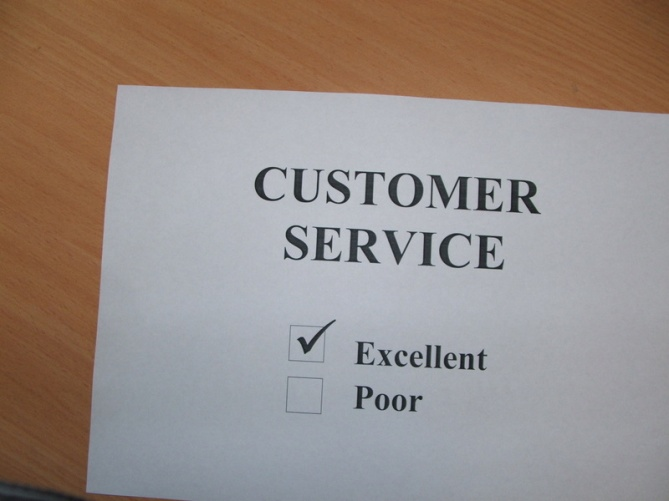 CUSTOMER
SERVICE
Excellent
Poor